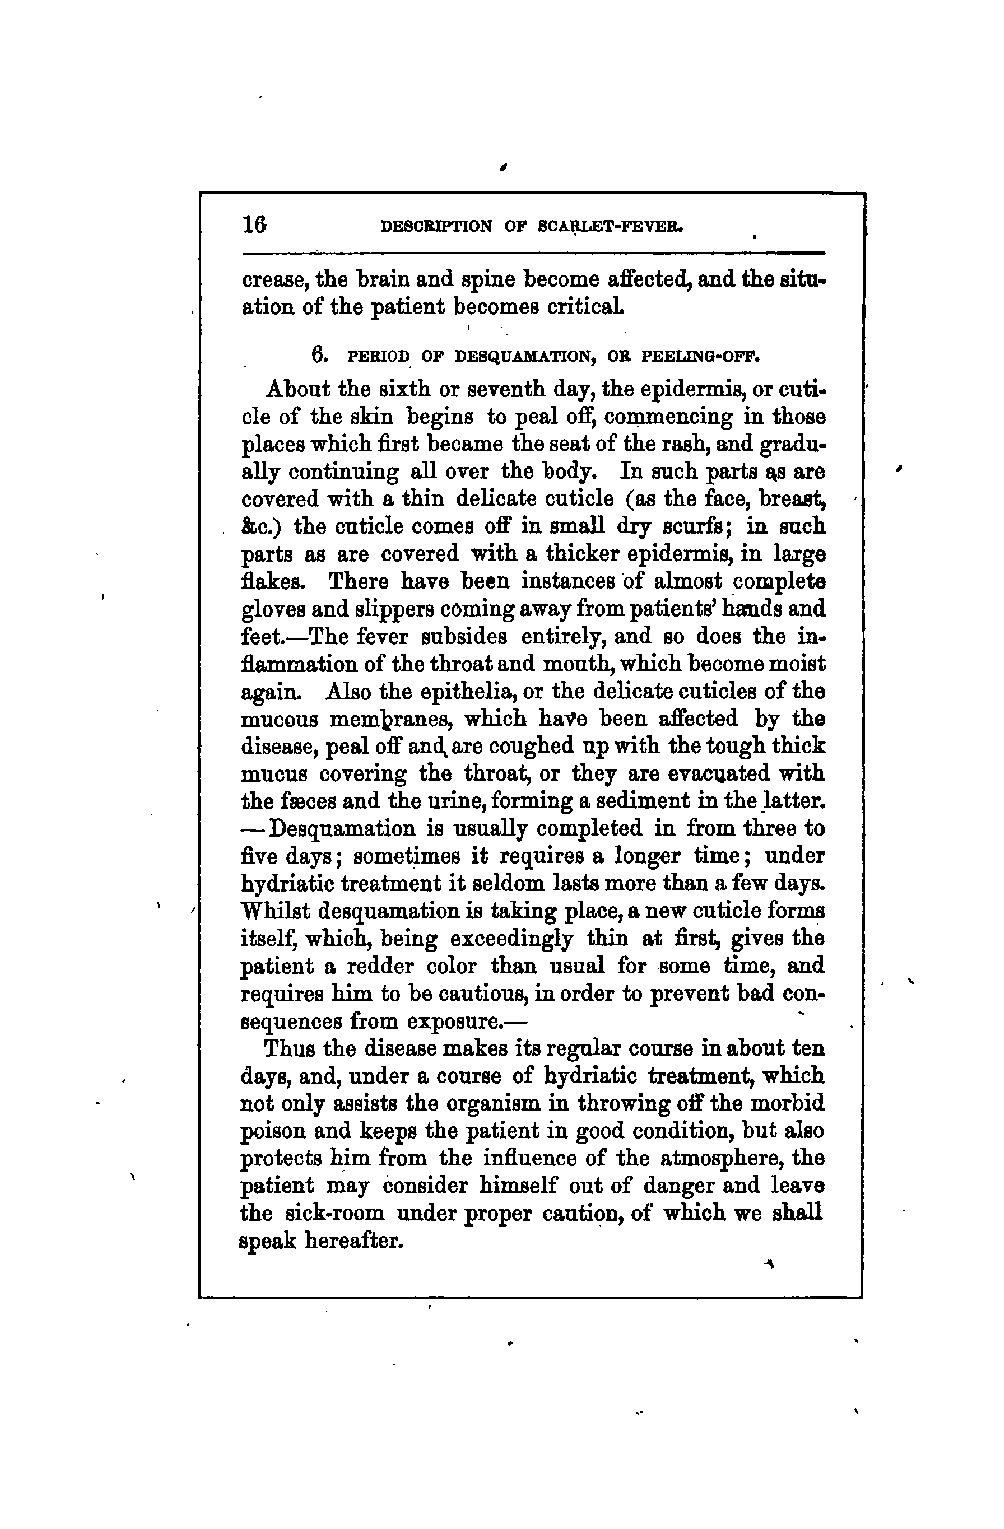 16 DESCRIPTION OF SCARLET-FEVER.
crease, the brain and spine become affected, and the situ-
ation of the patient becomes critical.
6. PERIOD OF DESQUAMATION, OR PEELING-OFF.
About the sixth or seventh day, the epidermis, or cuti-
cle of the skin begins to peal off, commencing in those
places which first became the seat of the rash, and gradu-
ally continuing all over the body. In such parts as are
covered with a thin delicate cuticle (as the face, breast,
&c.) the cuticle comes off in small dry scurfs; in such
parts as are covered with a thicker epidermis, in large
flakes. There have been instances of almost complete
gloves and slippers coming away from patients' hands and
feet.—The fever subsides entirely, and so does the in-
flammation of the throat and mouth, which become moist
again. Also the epithelia, or the delicate cuticles of the
mucous membranes, which have been affected by the
disease, peal off and are coughed up with the tough thick
mucus covering the throat, or they are evacuated with
the fæces and the urine, forming a sediment in the latter.
—Desquamation is usually completed in from three to
five days; sometimes it requires a longer time; under
hydriatic treatment it seldom lasts more than a few days.
Whilst desquamation is taking place, a new cuticle forms
itself, which, being exceedingly thin at first, gives the
patient a redder color than usual for some time, and
requires him to be cautious, in order to prevent bad con-
sequences from exposure.—
Thus the disease makes its regular course in about ten
days, and, under a course of hydriatic treatment, which
not only assists the organism in throwing off the morbid
poison and keeps the patient in good condition, but also
protects him from the influence of the atmosphere, the
patient may consider himself out of danger and leave
the sick-room under proper caution, of which we shall
speak hereafter.